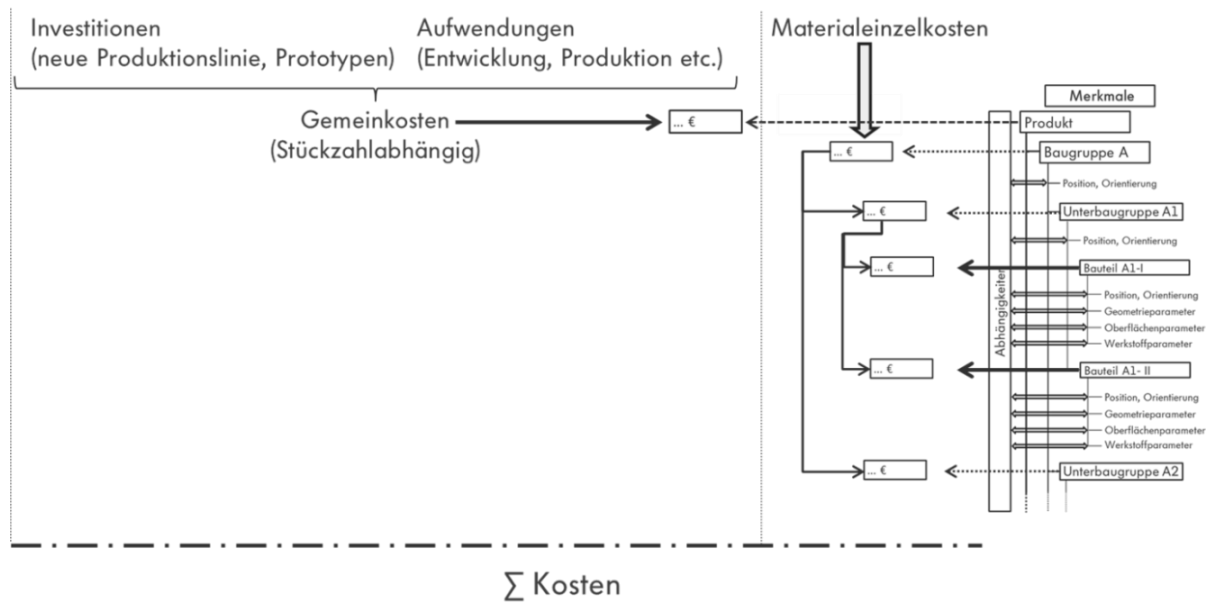 Investitionen
(neue Produktionslinie, Prototypen)
Aufwendungen
(Entwicklung, Produktion etc.)
Materialeinzelkosten
Gemeinkosten
(Stückzahlabhängig)
... €
Merkmale
Produkt
... €
Baugruppe A
Position, Orientierung
... €
Unterbaugruppe A1
Position, Orientierung
... €
Bauteil A1-I
Abhängigkeiten
Position, Orientierung
Geometrieparameter
Oberflächenparameter
Werkstoffparameter
... €
Bauteil A1- II
Position, Orientierung
Geometrieparameter
Oberflächenparameter
Werkstoffparameter
... €
Unterbaugruppe A2
∑ Kosten